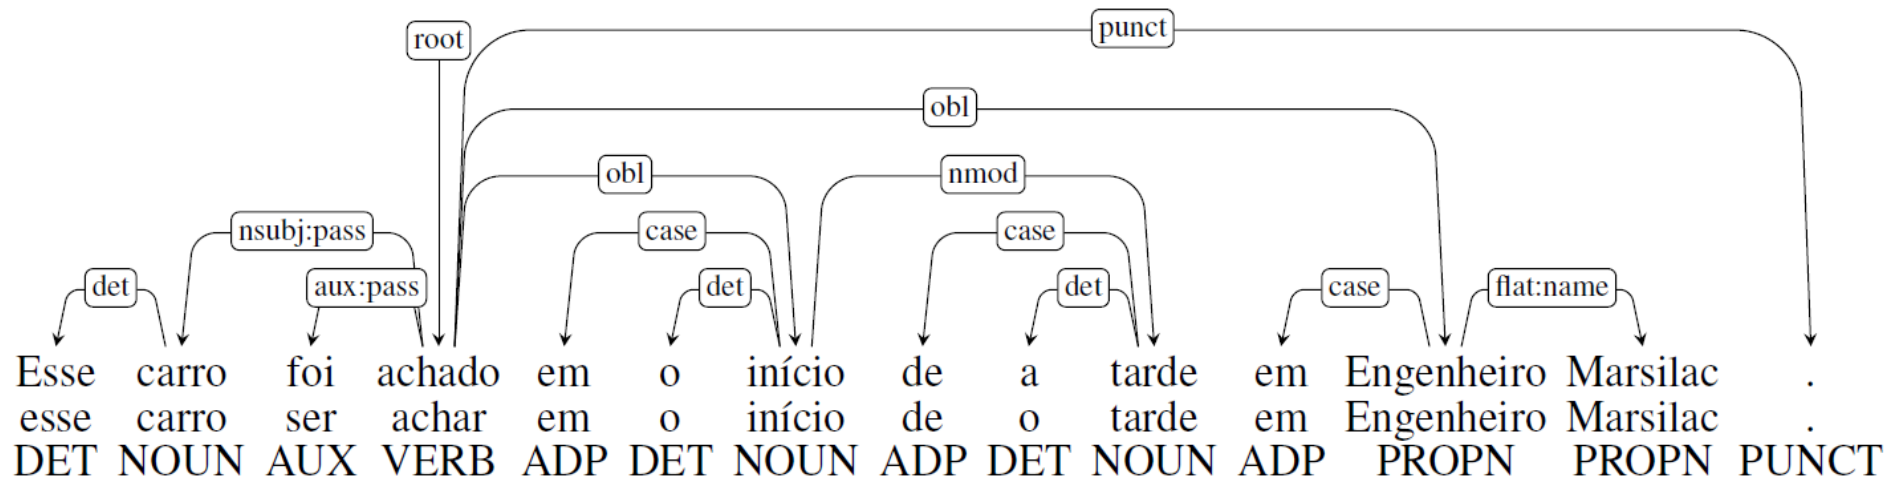 punct
root
obl
obl nmod
nsubj:pass case case
det aux:pass det det case flat:name
Esse carro foi achado em o início de a tarde em Engenheiro Marsilac .
esse carro ser achar em o início de o tarde em Engenheiro Marsilac .
DET NOUN AUX VERB ADP DET NOUN ADP DET NOUN ADP PROPN PROPN PUNCT